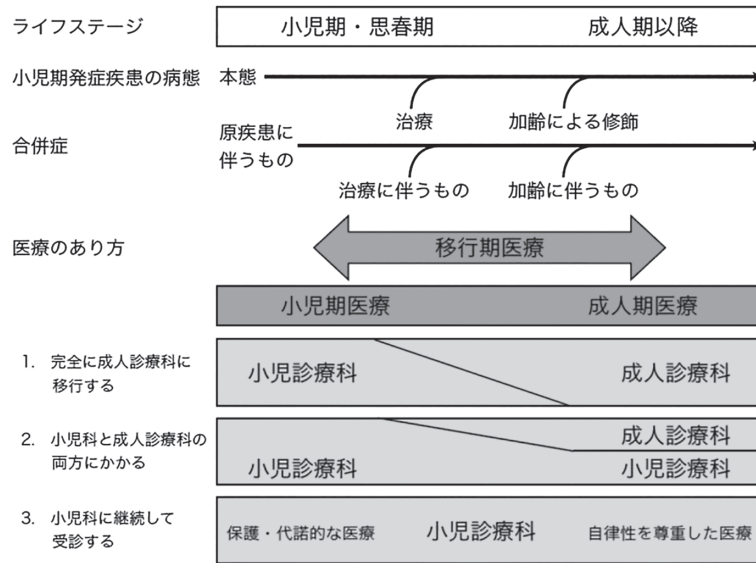 ライフステージ
小児期・思春期
成人期以降
小児期発症疾患の病態
本態
治療
加齢による修飾
合併症
原疾患に
伴うもの
治療に伴うもの
加齢に伴うもの
医療のあり方
移行期医療
小児期医療
成人期医療
1. 完全に成人診療科に
移行する
小児診療科
成人診療科
2. 小児科と成人診療科の
両方にかかる
成人診療科
小児診療科
小児診療科
3. 小児科に継続して
受診する
保護・代諾的な医療
小児診療科
自律性を尊重した医療